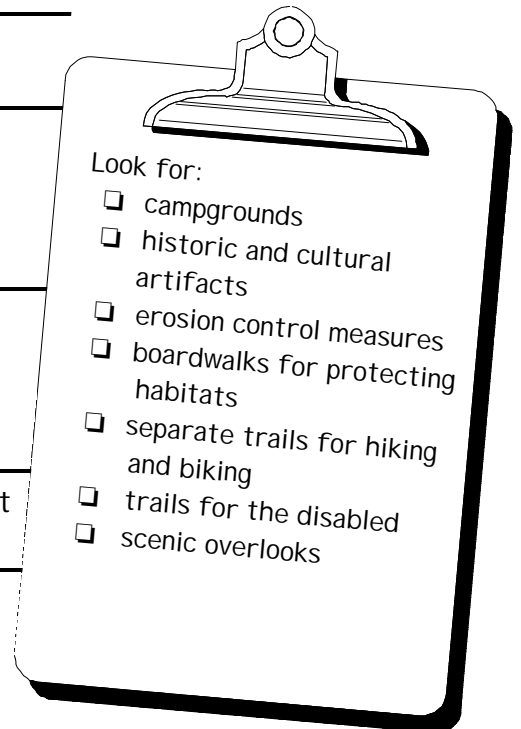 Look for:
❏ campgrounds
❏ historic and cultural
artifacts
❏ erosion control measures
❏ boardwalks for protecting
habitats
❏ separate trails for hiking
and biking
❏ trails for the disabled
❏ scenic overlooks
t